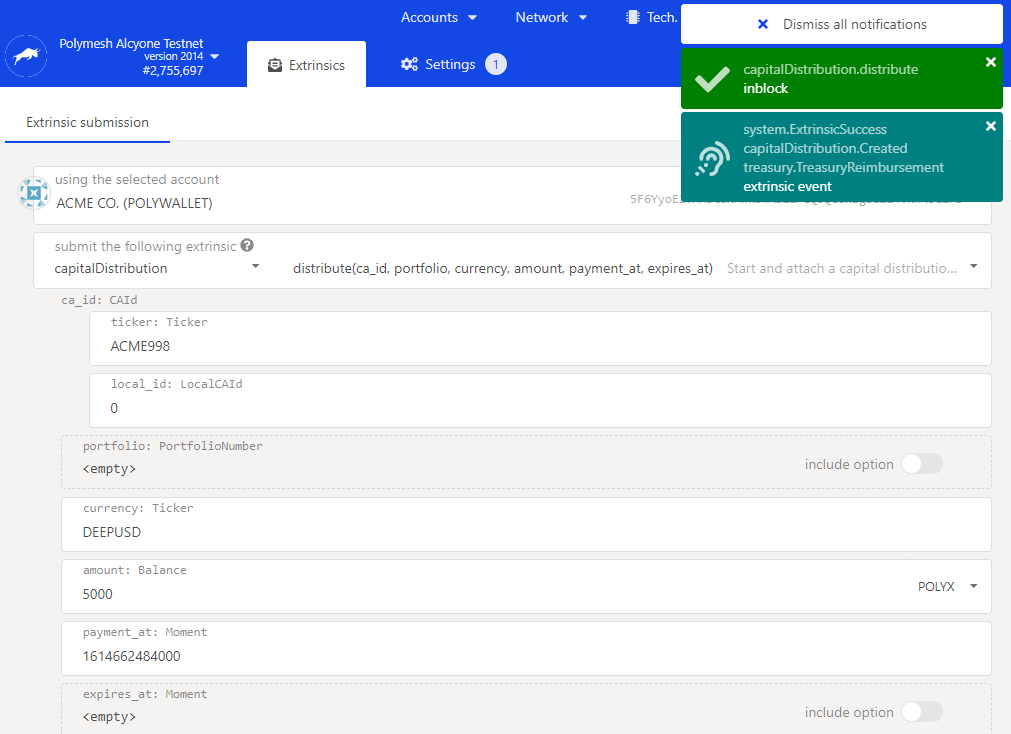 Accounts
Network
Tech.
Dismiss all notifications
Polymesh Alcyone Testnet
version 2014
#2,755,697
Extrinsics
Settings
1
capitalDistribution.distribute
inblock
Extrinsic submission
system.ExtrinsicSuccess
capitalDistribution.Created
treasury.TreasuryReimbursement
extrinsic event
using the selected account
ACME CO. (POLYWALLET)
submit the following extrinsic
capitalDistribution
distribute(ca_id, portfolio, currency, amount, payment_at, expires_at)
Start and attach a capital distributio...
ca_id: CAId
ticker: Ticker
ACME998
local_id: LocalCAId
0
portfolio: PortfolioNumber
<empty>
include option
currency: Ticker
DEEPUSD
amount: Balance
5000
POLYX
payment_at: Moment
1614662484000
expires_at: Moment
<empty>
include option